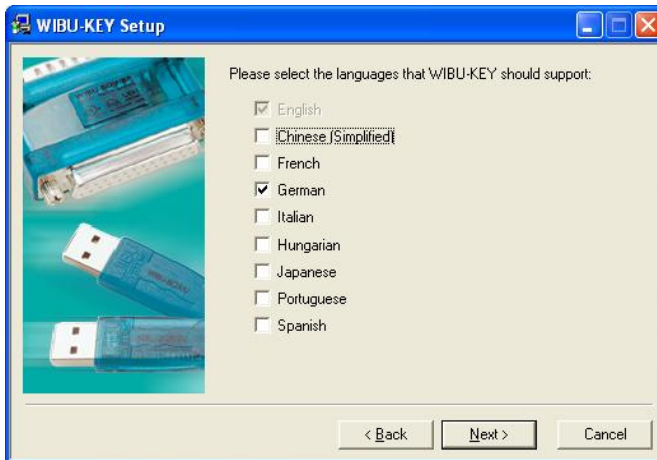 WIBU-KEY Setup
Please select the languages that WIBU-KEY should support:
English
Chinese (Simplified)
French
German
Italian
Hungarian
Japanese
Portuguese
Spanish
< Back
Next >
Cancel